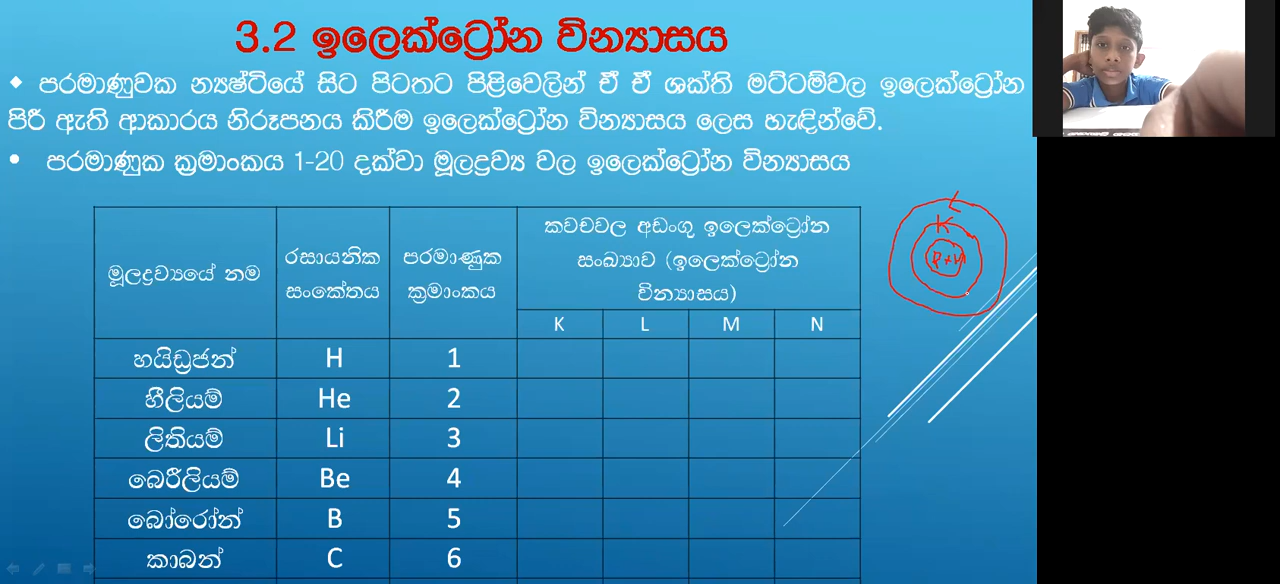 3.2 ඉලෙක්ට්‍රෝන වින්‍යාසය
පරමාණුවක න්‍යෂ්ටියේ සිට පිටතට පිළිවෙලින් ඒ ඒ ශක්ති මට්ටම්වල ඉලෙක්ට්‍රෝන
පිරී ඇති ආකාරය නිරූපනය කිරීම ඉලෙක්ට්‍රෝන වින්‍යාසය ලෙස හැඳින්වේ.
• පරමාණුක ක්‍රමාංකය 1-20 දක්වා මූලද්‍රව්‍ය වල ඉලෙක්ට්‍රෝන වින්‍යාසය
මූලද්‍රව්‍යයේ නම
රසායනික
සංකේතය
පරමාණුක
ක්‍රමාංකය
කවචවල අඩංගු ඉලෙක්ට්‍රෝන
සංඛ්‍යාව (ඉලෙක්ට්‍රෝන
වින්‍යාසය)
K L M N
හයිඩ්‍රජන් H 1
හීලියම් He 2
ලිතියම් Li 3
බෙරීලියම් Be 4
බෝරෝන් B 5
කාබන් C 6
L
K